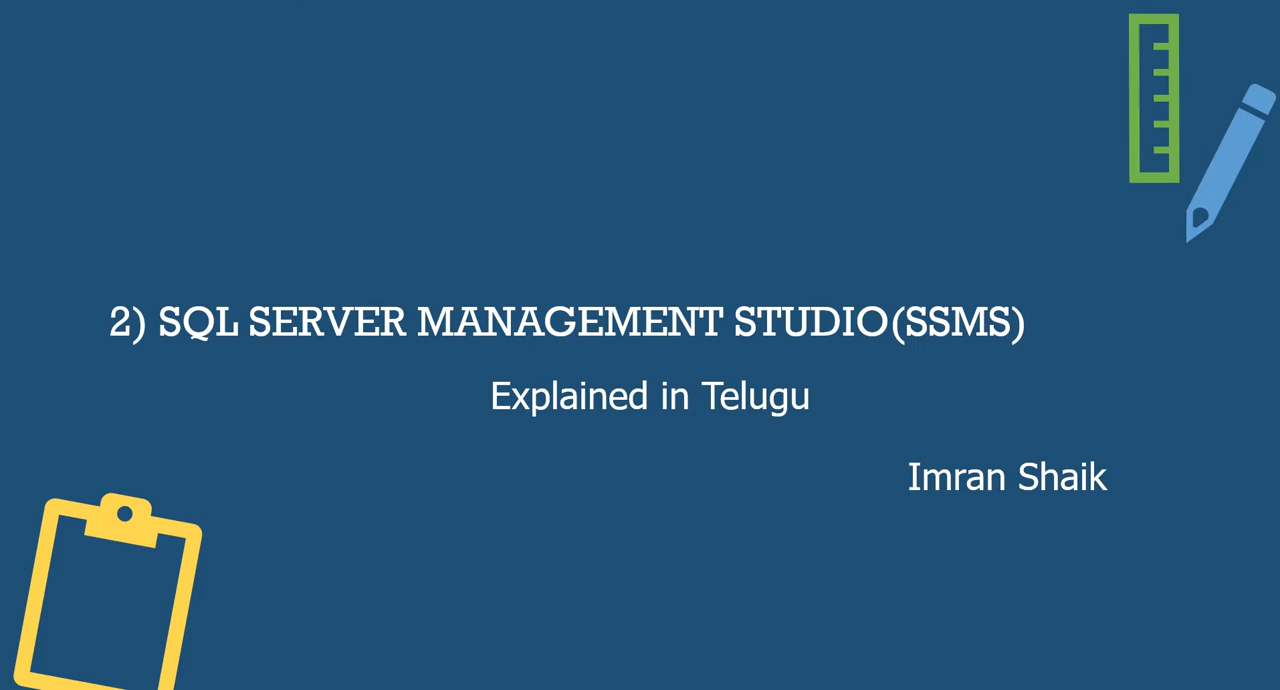 2) SQL SERVER MANAGEMENT STUDIO(SSMS)
Explained in Telugu
Imran Shaik